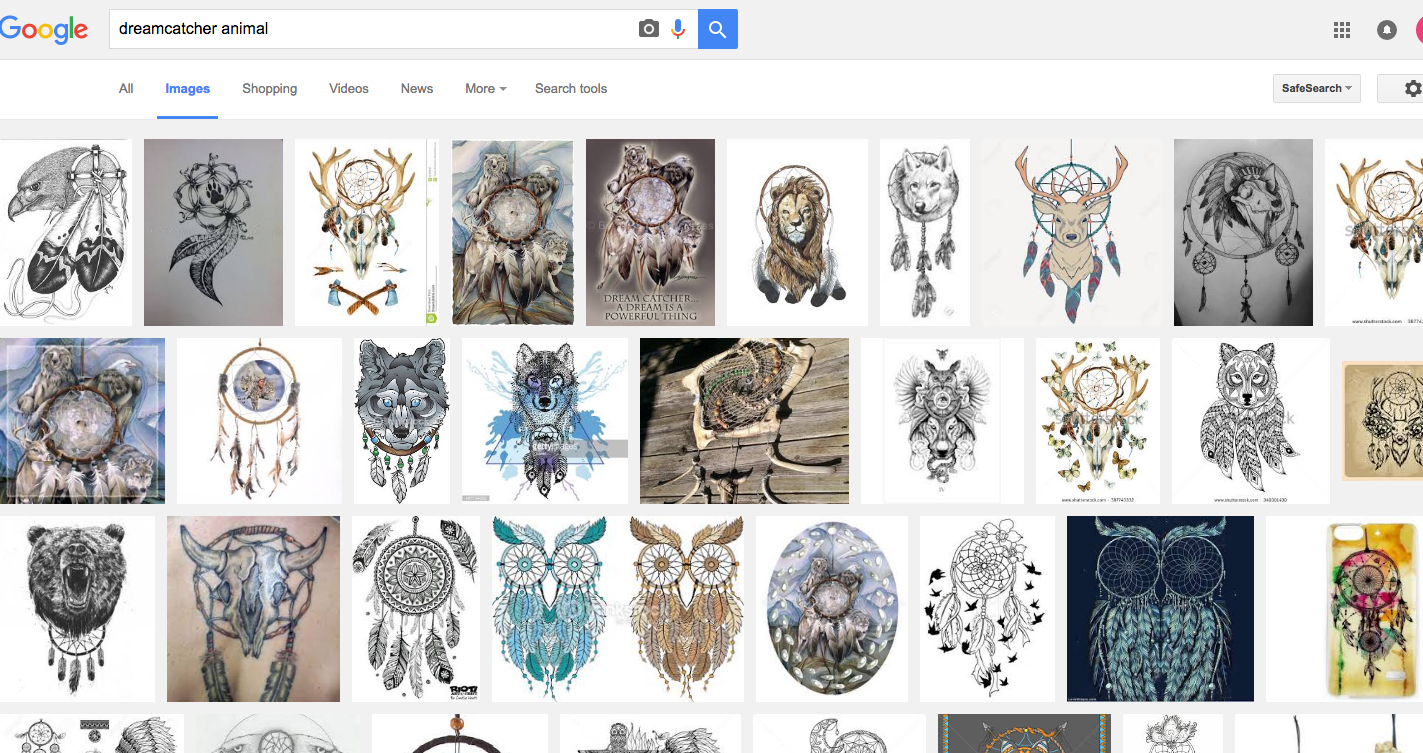 Google
dreamcatcher animal
All
Images
Shopping
Videos
News
More
Search tools
SafeSearch
DREAM CATCHER...
A DREAM IS A
POWERFUL THING